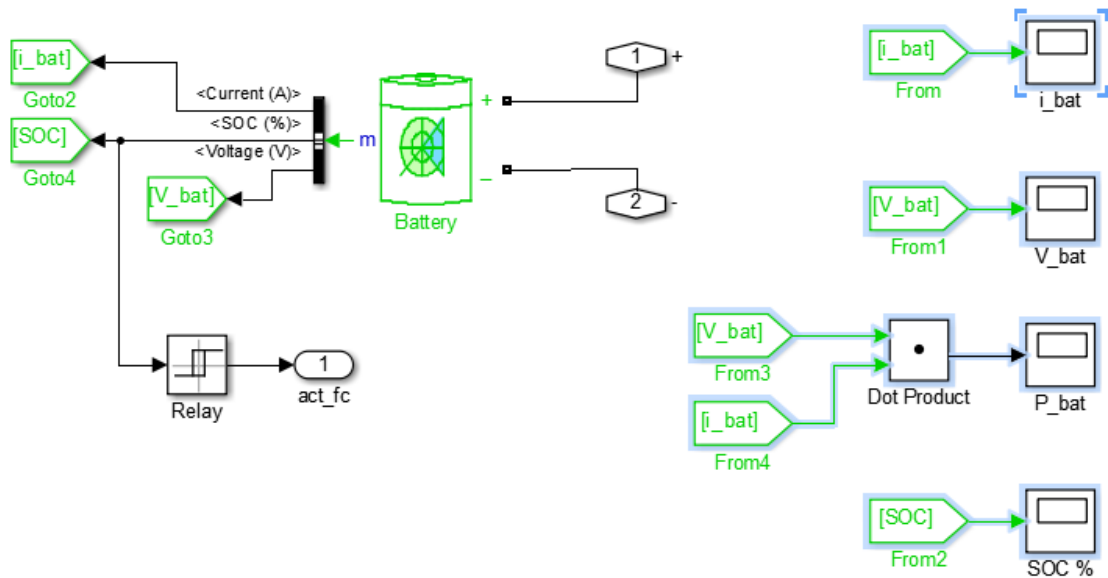 [i_bat]
Goto2
<Current (A)>
[SOC]
Goto4
<SOC (%)>
<Voltage (V)>
[V_bat]
Goto3
m
+
_
Battery
1
+
2
-
Relay
1
act_fc
[i_bat]
From
i_bat
[V_bat]
From1
V_bat
[V_bat]
From3
[i_bat]
From4
Dot Product
P_bat
[SOC]
From2
SOC %